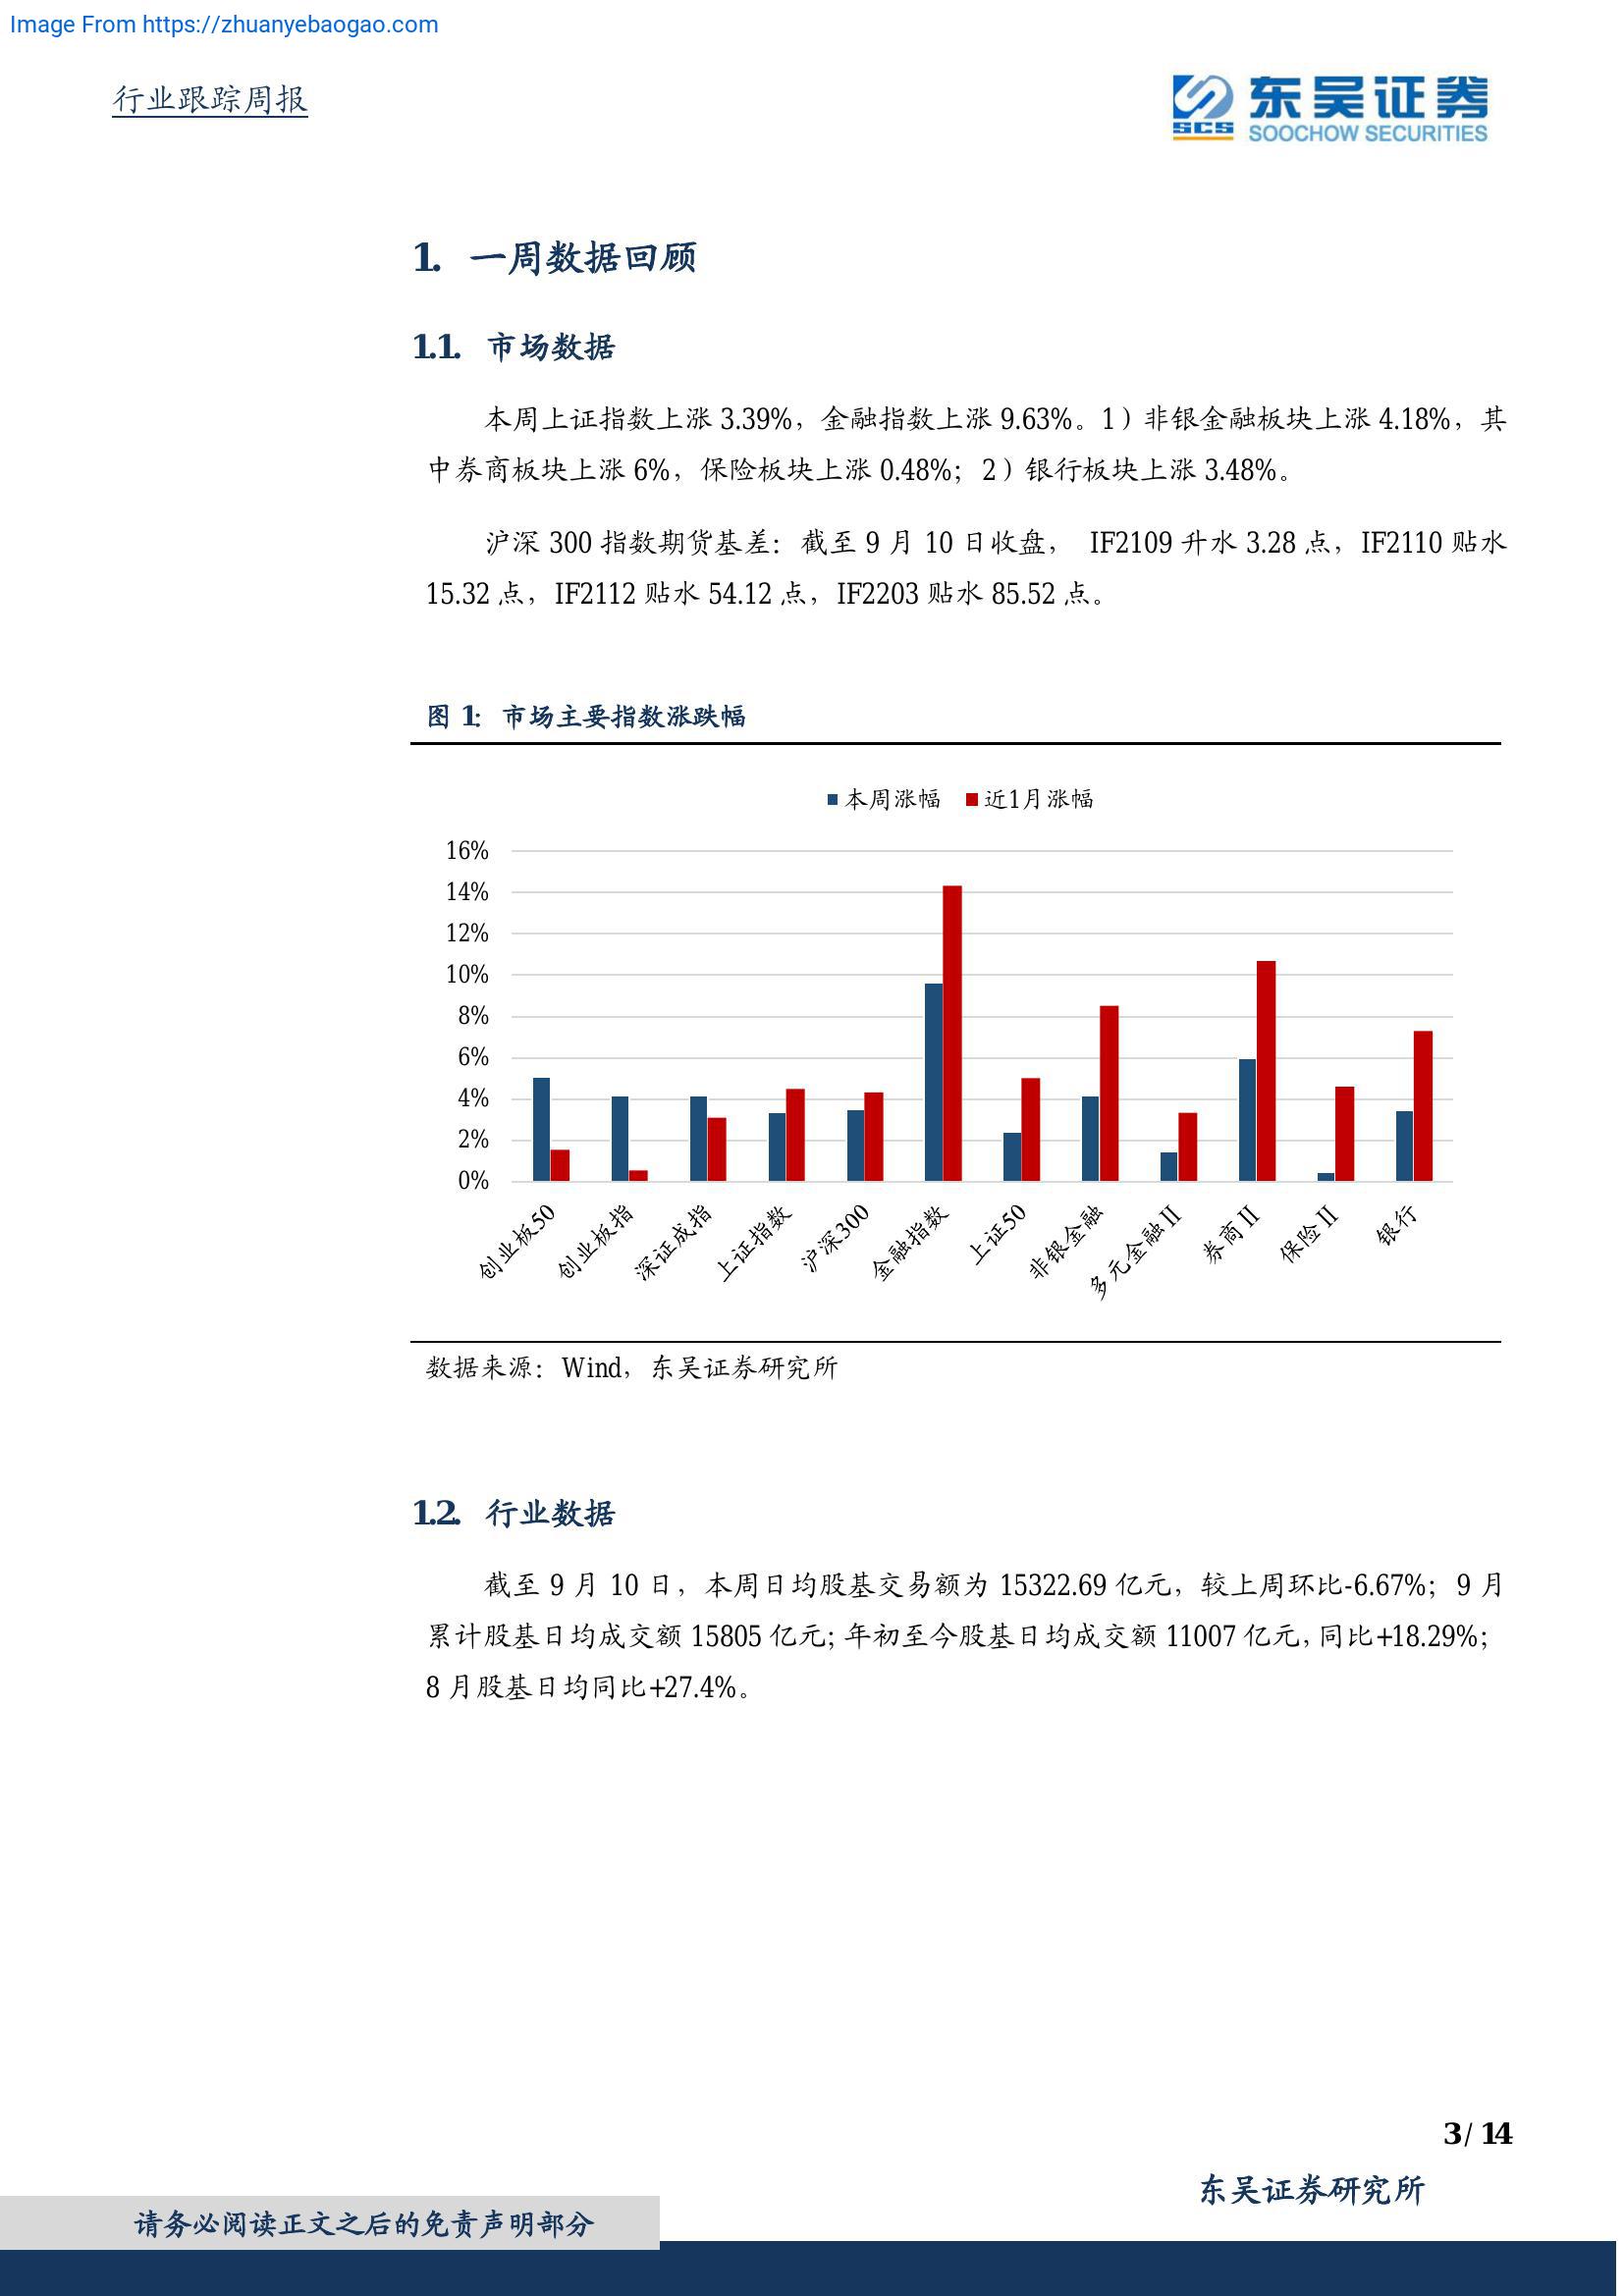 Image From https://zhuanyebaogao.com
行业跟踪周报
东吴证券
SCS
SOOCHOW SECURITIES
1. 一周数据回顾
1.1. 市场数据
本周上证指数上涨 3.39%，金融指数上涨 9.63%。1）非银金融板块上涨 4.18%，其
中券商板块上涨 6%，保险板块上涨 0.48%；2）银行板块上涨 3.48%。
沪深 300 指数期货基差：截至 9 月 10 日收盘， IF2109 升水 3.28 点，IF2110 贴水
15.32 点，IF2112 贴水 54.12 点，IF2203 贴水 85.52 点。
图 1： 市场主要指数涨跌幅
本周涨幅 近1月涨幅
16%
14%
12%
10%
8%
6%
4%
2%
0%
创业板50 创业板指 深证成指 上证指数 沪深300 金融指数 上证50 非银金融 多元金融Ⅱ 券商Ⅱ 保险Ⅱ 银行
数据来源：Wind，东吴证券研究所
1.2. 行业数据
截至 9 月 10 日，本周日均股基交易额为 15322.69 亿元，较上周环比-6.67%；9 月
累计股基日均成交额 15805 亿元；年初至今股基日均成交额 11007 亿元，同比+18.29%；
8 月股基日均同比+27.4%。
3 / 14
东吴证券研究所
请务必阅读正文之后的免责声明部分